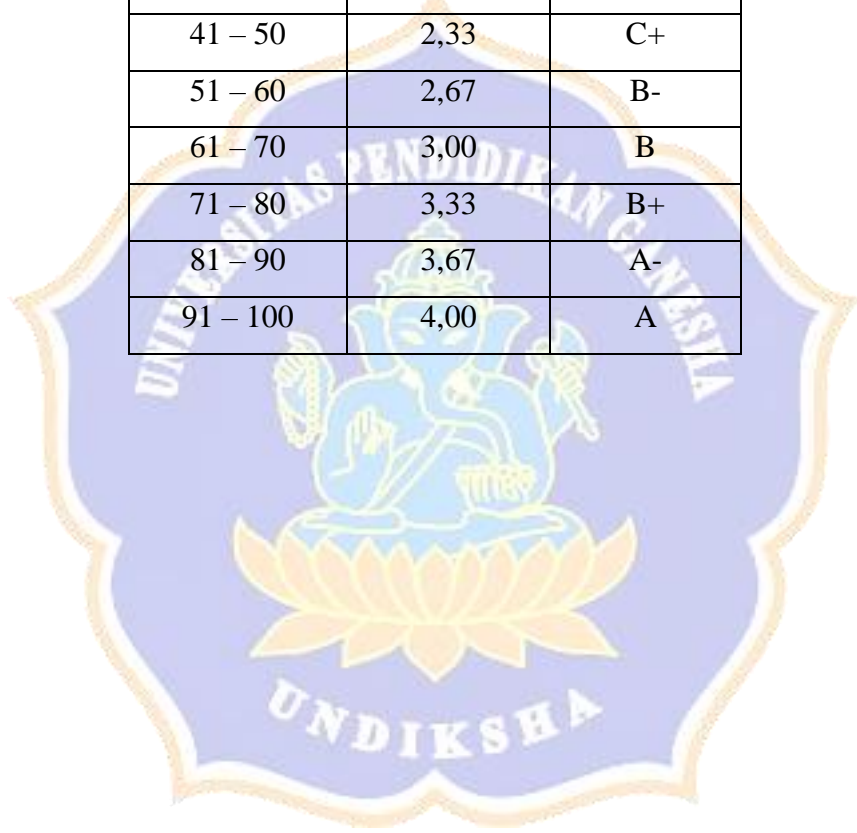 41 – 50 2,33 C+
51 – 60 2,67 B-
61 – 70 3,00 B
71 – 80 3,33 B+
81 – 90 3,67 A-
91 – 100 4,00 A
UNIVERSITAS PENDIDIKAN GANESHA
UNDIKSHA